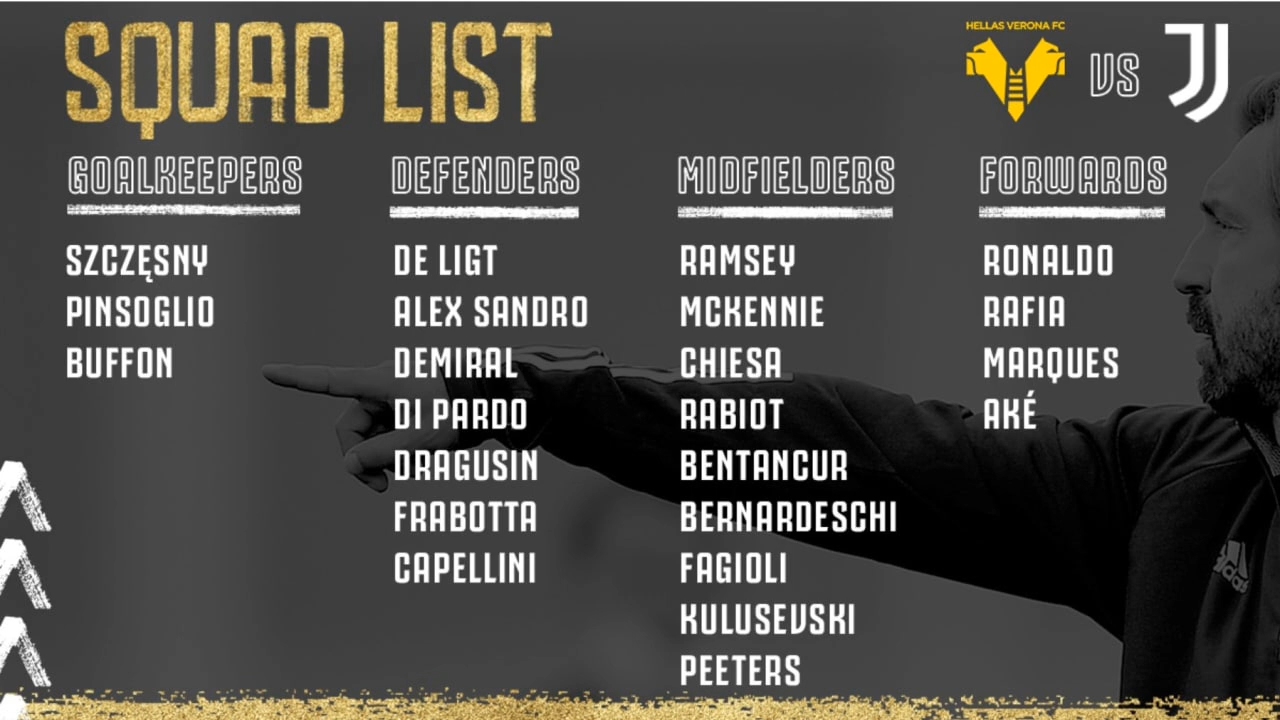 SQUAD LIST
HELLAS VERONA FC
VS
GOALKEEPERS
SZCZĘSNY
PINSOGLIO
BUFFON
DEFENDERS
DE LIGT
ALEX SANDRO
DEMIRAL
DI PARDO
DRAGUSIN
FRABOTTA
CAPELLINI
MIDFIELDERS
RAMSEY
MCKENNIE
CHIESA
RABIOT
BENTANCUR
BERNARDESCHI
FAGIOLI
KULUSEVSKI
PEETERS
FORWARDS
RONALDO
RAFIA
MARQUES
AKÉ
adidas